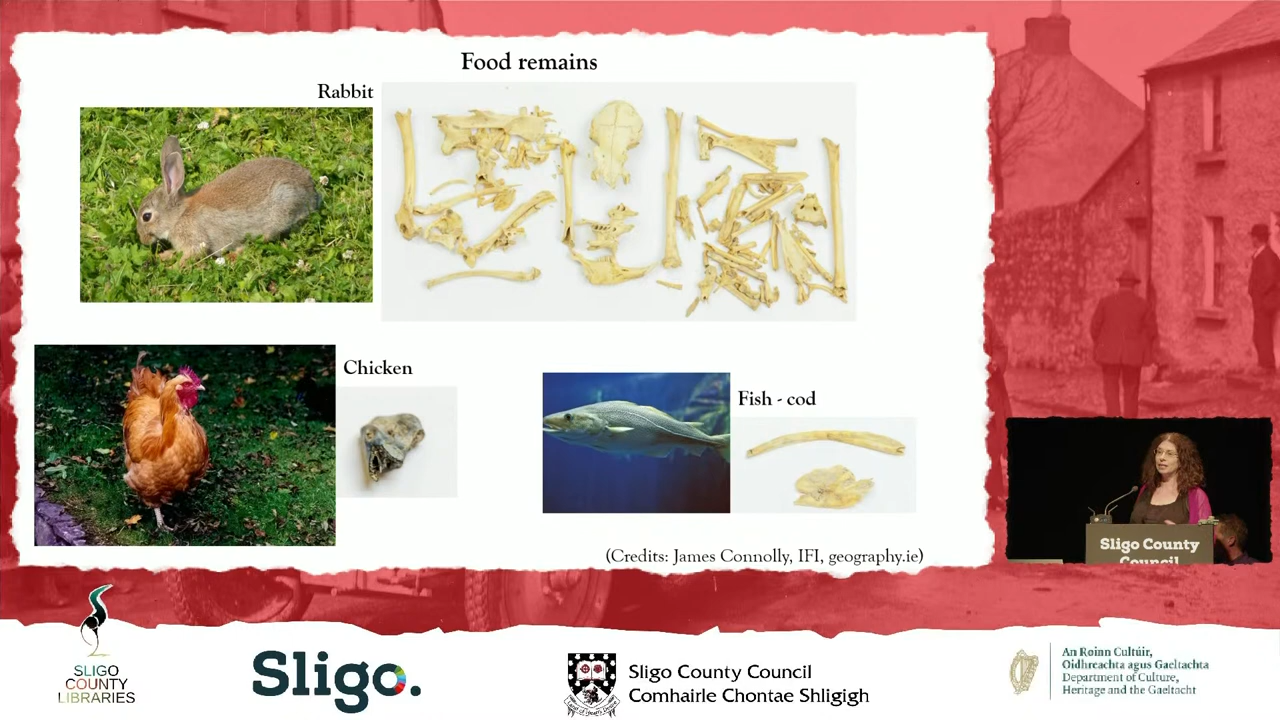 Food remains
Rabbit
Chicken
Fish - cod
(Credits: James Connolly, IFI, geography.ie)
Sligo County
Council
SLIGO
COUNTY
LIBRARIES
Sligo.
Sligo County Council
Comhairle Chontae Shligigh
An Roinn Cultúir,
Oidhreachta agus Gaeltachta
Department of Culture,
Heritage and the Gaeltacht